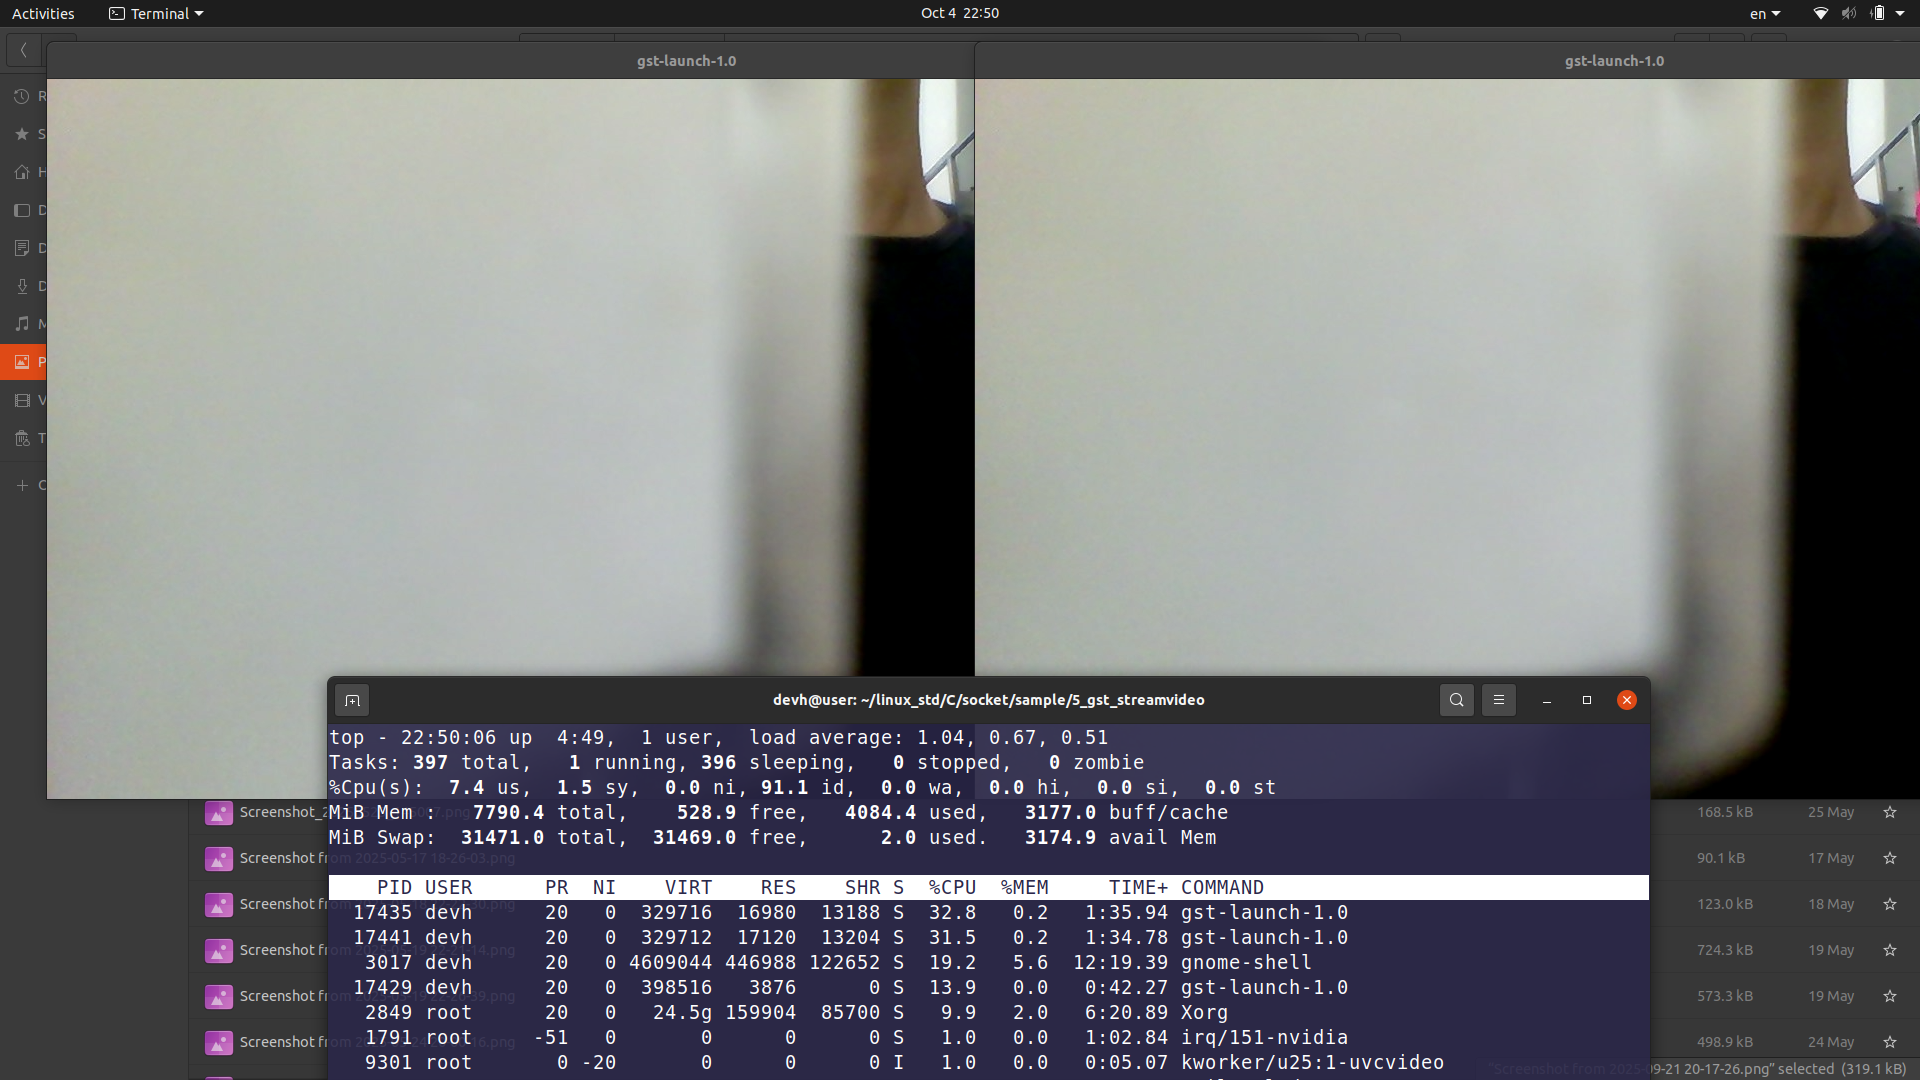 Activities
Terminal
Oct 4 22:50
en
gst-launch-1.0
gst-launch-1.0
R
S
H
D
D
D
M
P
V
T
C
devh@user: ~/linux_std/C/socket/sample/5_gst_streamvideo
top - 22:50:06 up 4:49, 1 user, load average: 1.04, 0.67, 0.51
Tasks: 397 total, 1 running, 396 sleeping, 0 stopped, 0 zombie
%Cpu(s): 7.4 us, 1.5 sy, 0.0 ni, 91.1 id, 0.0 wa, 0.0 hi, 0.0 si, 0.0 st
MiB Mem : 7790.4 total, 528.9 free, 4084.4 used, 3177.0 buff/cache
MiB Swap: 31471.0 total, 31469.0 free, 2.0 used. 3174.9 avail Mem
PID USER PR NI VIRT RES SHR S %CPU %MEM TIME+ COMMAND
17435 devh 20 0 329716 16980 13188 S 32.8 0.2 1:35.94 gst-launch-1.0
17441 devh 20 0 329712 17120 13204 S 31.5 0.2 1:34.78 gst-launch-1.0
3017 devh 20 0 4609044 446988 122652 S 19.2 5.6 12:19.39 gnome-shell
17429 devh 20 0 398516 3876 0 S 13.9 0.0 0:42.27 gst-launch-1.0
2849 root 20 0 24.5g 159904 85700 S 9.9 2.0 6:20.89 Xorg
1791 root -51 0 0 0 0 S 1.0 0.0 1:02.84 irq/151-nvidia
9301 root 0 -20 0 0 0 I 1.0 0.0 0:05.07 kworker/u25:1-uvcvideo
168.5 kB 25 May
Screenshot from 2025-05-17 18-26-03.png 90.1 kB 17 May
Screenshot 123.0 kB 18 May
Screenshot 724.3 kB 19 May
Screenshot 573.3 kB 19 May
Screenshot 498.9 kB 24 May
"Screenshot from 2025-09-21 20-17-26.png" selected (319.1 kB)